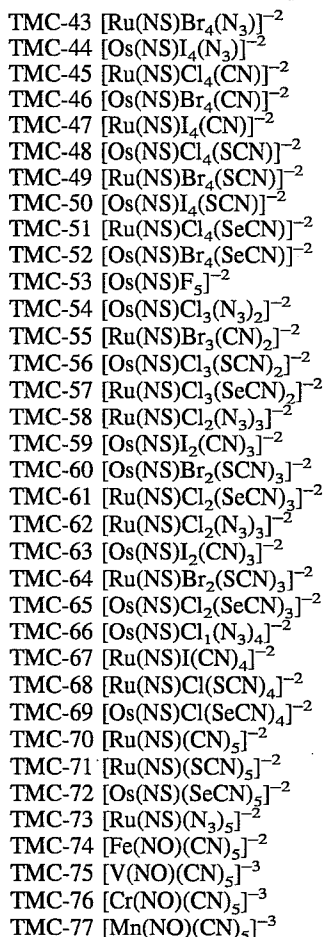 TMC-43 [Ru(NS)Br₄(N₃)]⁻²
TMC-44 [Os(NS)I₄(N₃)]⁻²
TMC-45 [Ru(NS)Cl₄(CN)]⁻²
TMC-46 [Os(NS)Br₄(CN)]⁻²
TMC-47 [Ru(NS)I₄(CN)]⁻²
TMC-48 [Os(NS)Cl₄(SCN)]⁻²
TMC-49 [Ru(NS)Br₄(SCN)]⁻²
TMC-50 [Os(NS)I₄(SCN)]⁻²
TMC-51 [Ru(NS)Cl₄(SeCN)]⁻²
TMC-52 [Os(NS)Br₄(SeCN)]⁻²
TMC-53 [Os(NS)F₅]⁻²
TMC-54 [Os(NS)Cl₃(N₃)₂]⁻²
TMC-55 [Ru(NS)Br₃(CN)₂]⁻²
TMC-56 [Os(NS)Cl₃(SCN)₂]⁻²
TMC-57 [Ru(NS)Cl₃(SeCN)₂]⁻²
TMC-58 [Ru(NS)Cl₂(N₃)₃]⁻²
TMC-59 [Os(NS)I₂(CN)₃]⁻²
TMC-60 [Os(NS)Br₂(SCN)₃]⁻²
TMC-61 [Ru(NS)Cl₂(SeCN)₃]⁻²
TMC-62 [Ru(NS)Cl₂(N₃)₃]⁻²
TMC-63 [Os(NS)I₂(CN)₃]⁻²
TMC-64 [Ru(NS)Br₂(SCN)₃]⁻²
TMC-65 [Os(NS)Cl₂(SeCN)₃]⁻²
TMC-66 [Os(NS)Cl₁(N₃)₄]⁻²
TMC-67 [Ru(NS)I(CN)₄]⁻²
TMC-68 [Ru(NS)Cl(SCN)₄]⁻²
TMC-69 [Os(NS)Cl(SeCN)₄]⁻²
TMC-70 [Ru(NS)(CN)₅]⁻²
TMC-71 [Ru(NS)(SCN)₅]⁻²
TMC-72 [Os(NS)(SeCN)₅]⁻²
TMC-73 [Ru(NS)(N₃)₅]⁻²
TMC-74 [Fe(NO)(CN)₅]⁻²
TMC-75 [V(NO)(CN)₅]⁻³
TMC-76 [Cr(NO)(CN)₅]⁻³
TMC-77 [Mn(NO)(CN)₅]⁻³